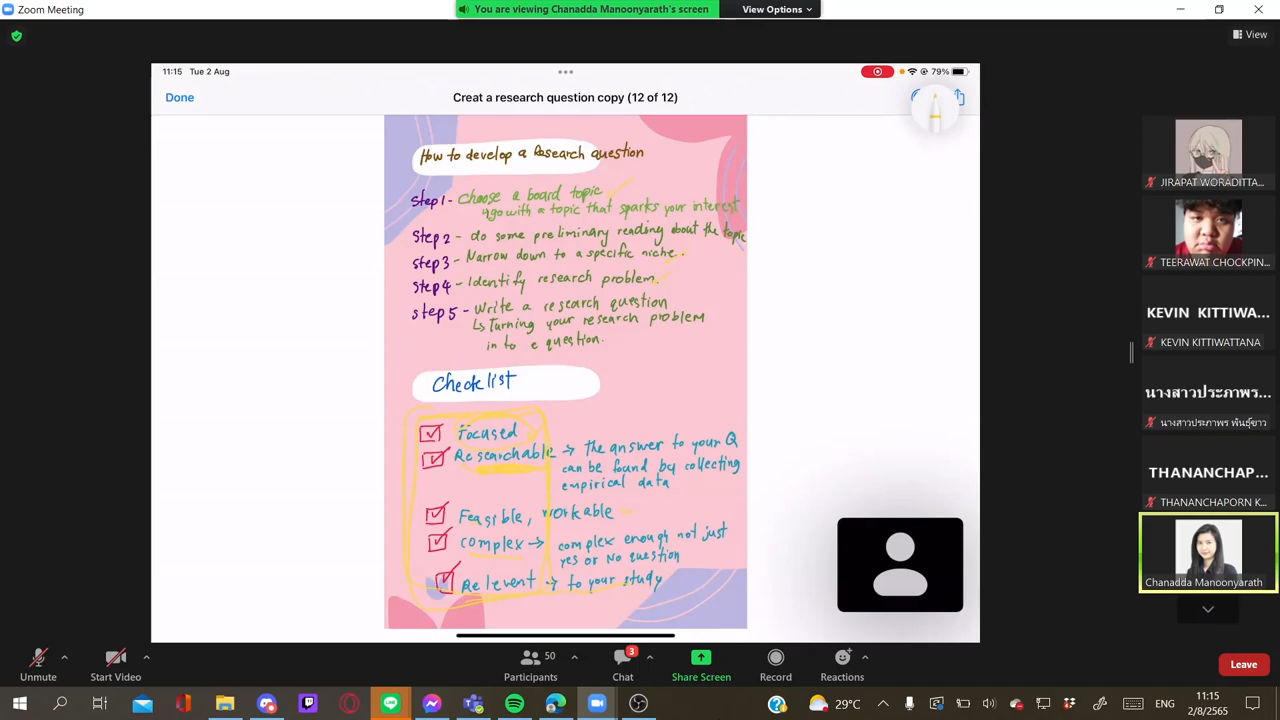 Zoom Meeting
You are viewing Chanadda Manoonyarath's screen
View Options
View
11:15 Tue 2 Aug
79%
Done
Creat a research question copy (12 of 12)
How to develop a Research question
Step 1 - Choose a board topic
↳go with a topic that sparks your interest
Step 2 - do some preliminary reading about the topic
Step 3 - Narrow down to a specific niche
Step 4 - Identify research problem
Step 5 - Write a research question
↳ Turning your research problem
in to a question.
Checklist
Focused
Researchable → The answer to your Q
can be found by collecting
empirical data
Feasible, workable
complex → complex enough not just
yes or No question
Relevent → to your study
JIRAPAT WORADITTA...
TEERAWAT CHOCKPIN...
KEVIN KITTIWA...
KEVIN KITTIWATTANA
นางสาวประภาพร...
นางสาวประภาพร พันธุ์ขาว
THANANCHAP...
THANANCHAPORN K...
Chanadda Manoonyarath
Unmute
Start Video
50
Participants
3
Chat
Share Screen
Record
Reactions
Leave
29°C
ENG
11:15
2/8/2565